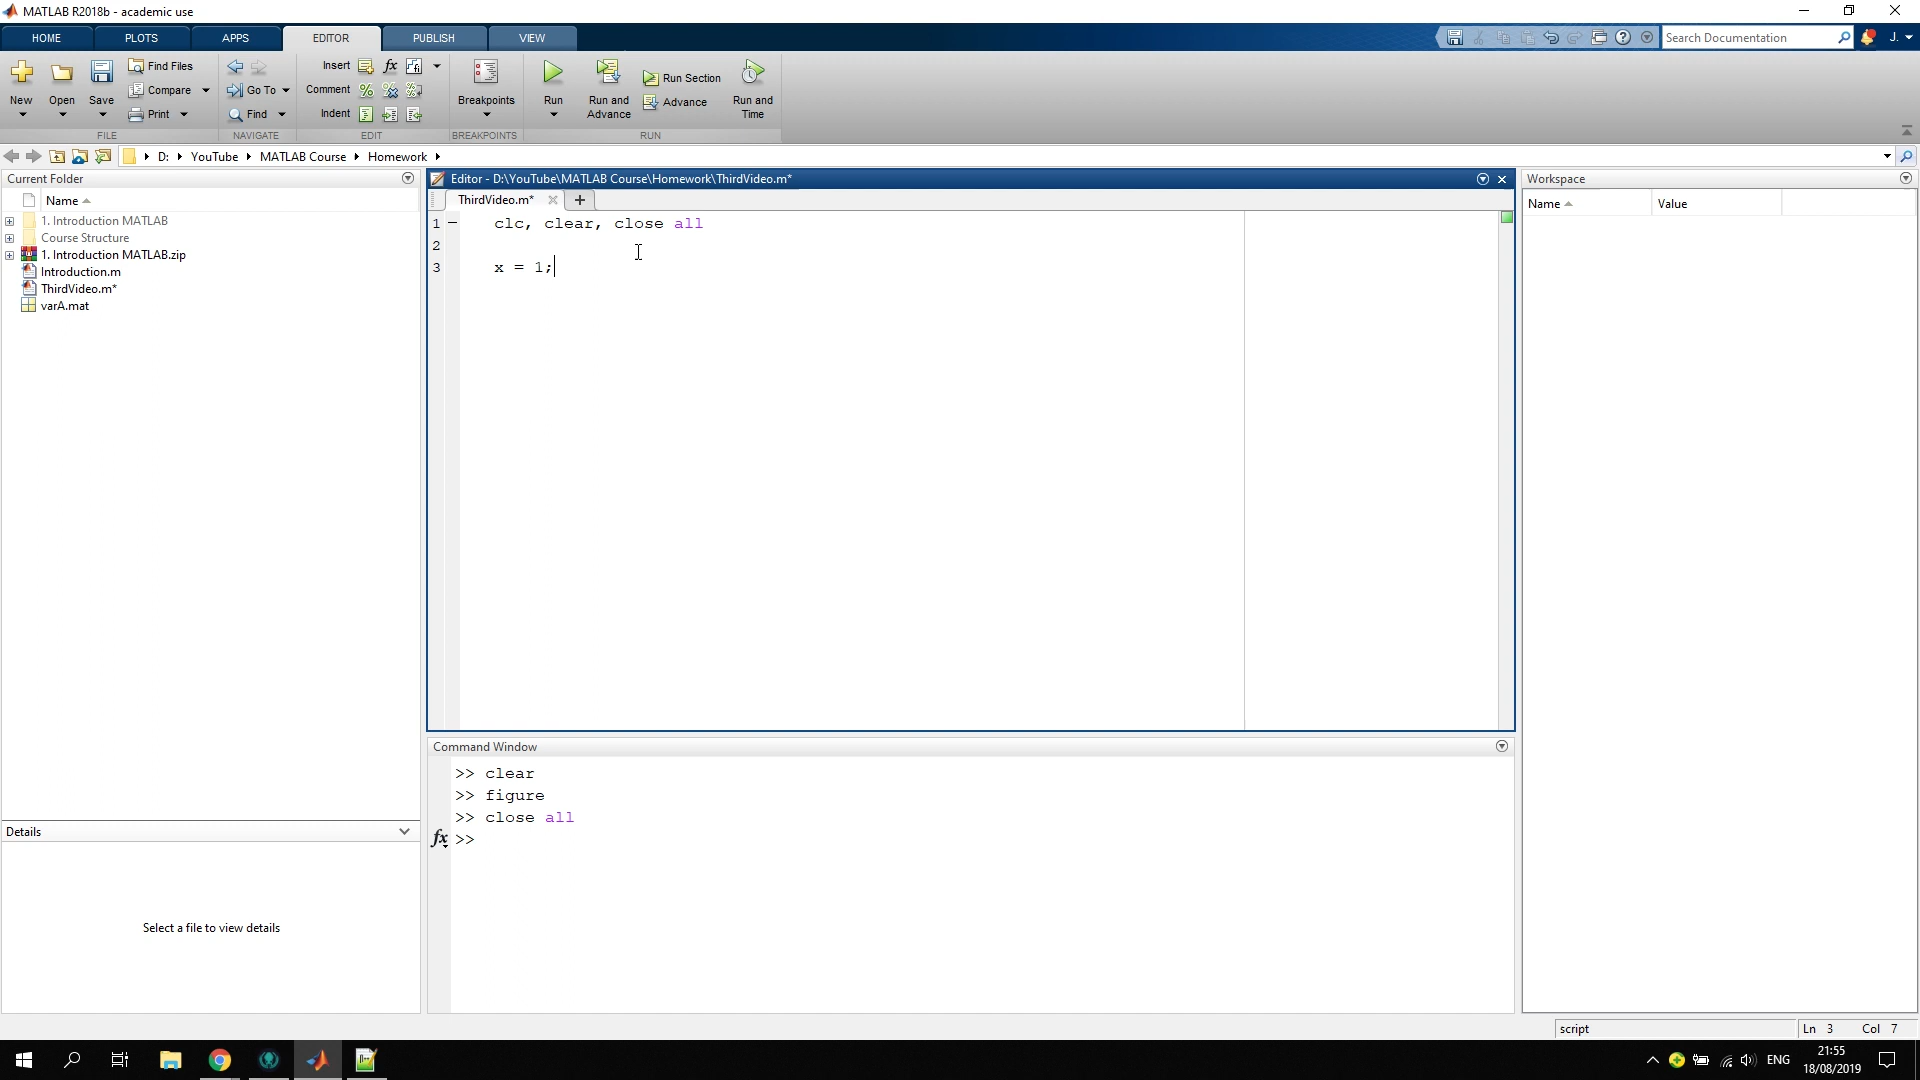 MATLAB R2018b - academic use
HOME PLOTS APPS EDITOR PUBLISH VIEW
Search Documentation J.
New Open Save Find Files Compare Print
Go To Find
Insert fx
Comment
Indent
Breakpoints
Run Run and Advance Run Section Advance Run and Time
FILE NAVIGATE EDIT BREAKPOINTS RUN
D: YouTube MATLAB Course Homework
Current Folder
Name
1. Introduction MATLAB
Course Structure
1. Introduction MATLAB.zip
Introduction.m
ThirdVideo.m*
varA.mat
Details
Select a file to view details
Editor - D:\YouTube\MATLAB Course\Homework\ThirdVideo.m*
ThirdVideo.m*
1 clc, clear, close all
2
3 x = 1;
Command Window
>> clear
>> figure
>> close all
fx >>
Workspace
Name Value
script Ln 3 Col 7
ENG 21:55
18/08/2019